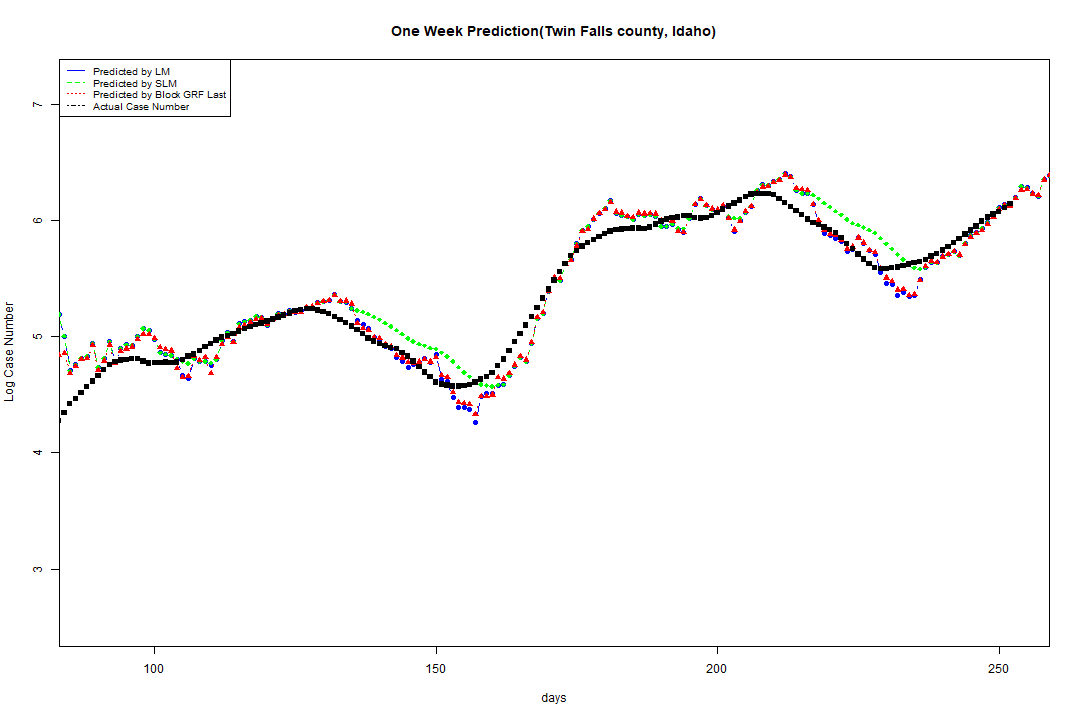 One Week Prediction(Twin Falls county, Idaho)
Predicted by LM
Predicted by SLM
Predicted by Block GRF Last
Actual Case Number
7
6
5
4
3
Log Case Number
100 150 200 250
days